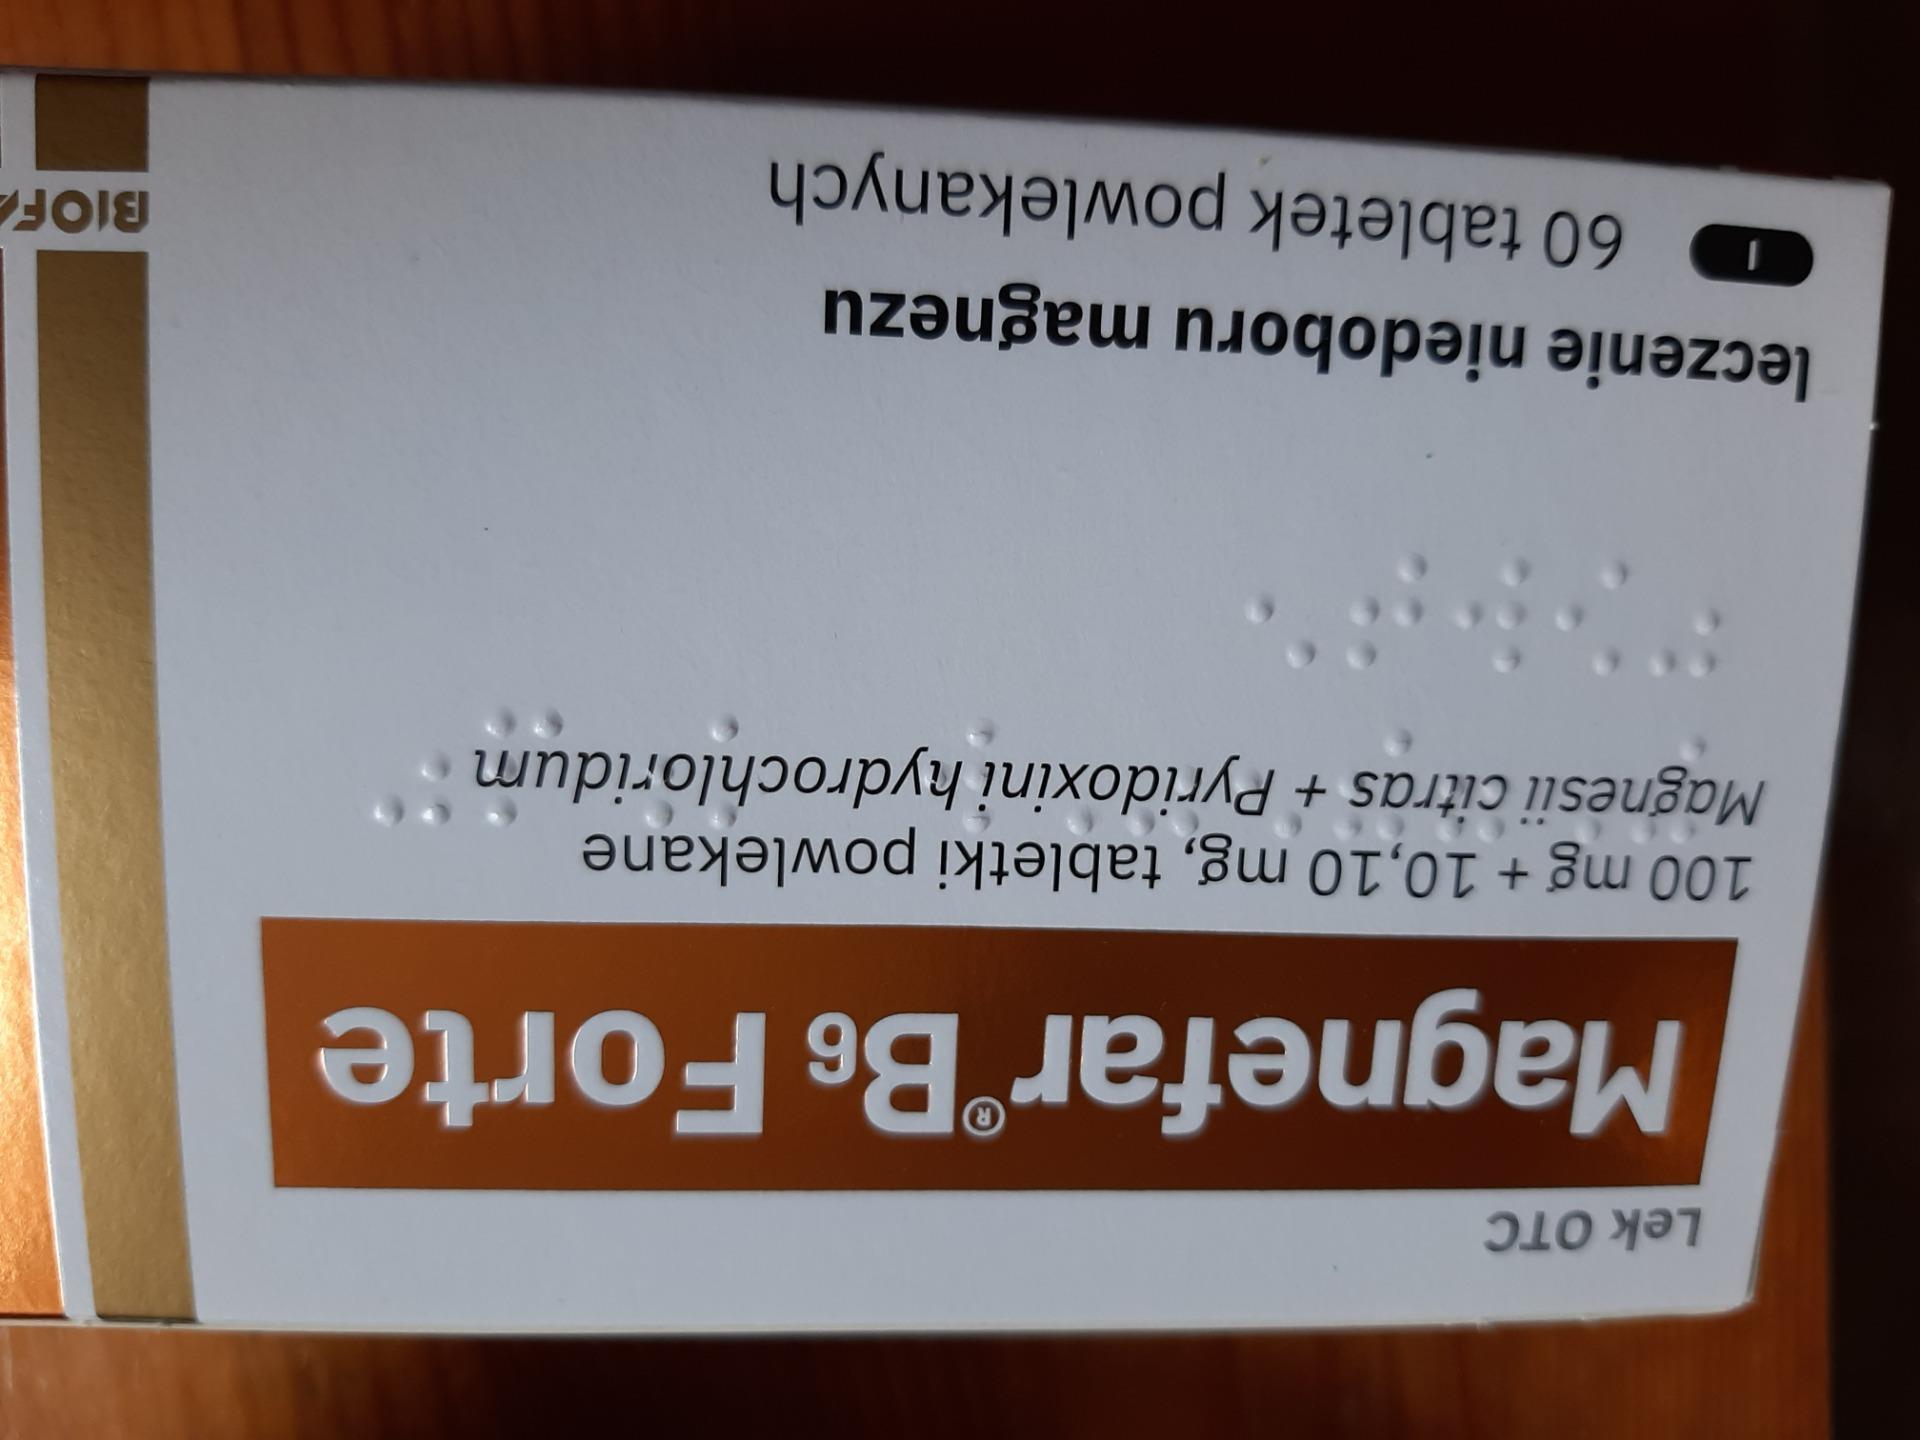 Lek OTC
Magnefar® B₆ Forte
100 mg + 10,10 mg, tabletki powlekane
Magnesii citras + Pyridoxini hydrochloridum
leczenie niedoboru magnezu
60 tabletek powlekanych